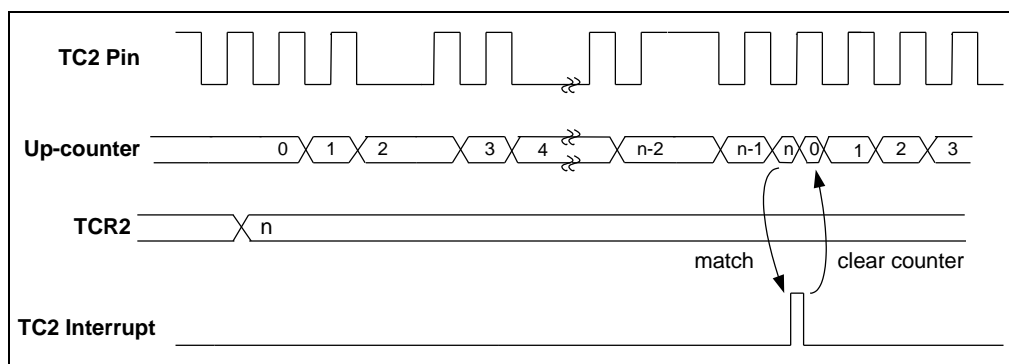 TC2 Pin
Up-counter 0 1 2 3 4 n-2 n-1 n 0 1 2 3
TCR2 n
match clear counter
TC2 Interrupt